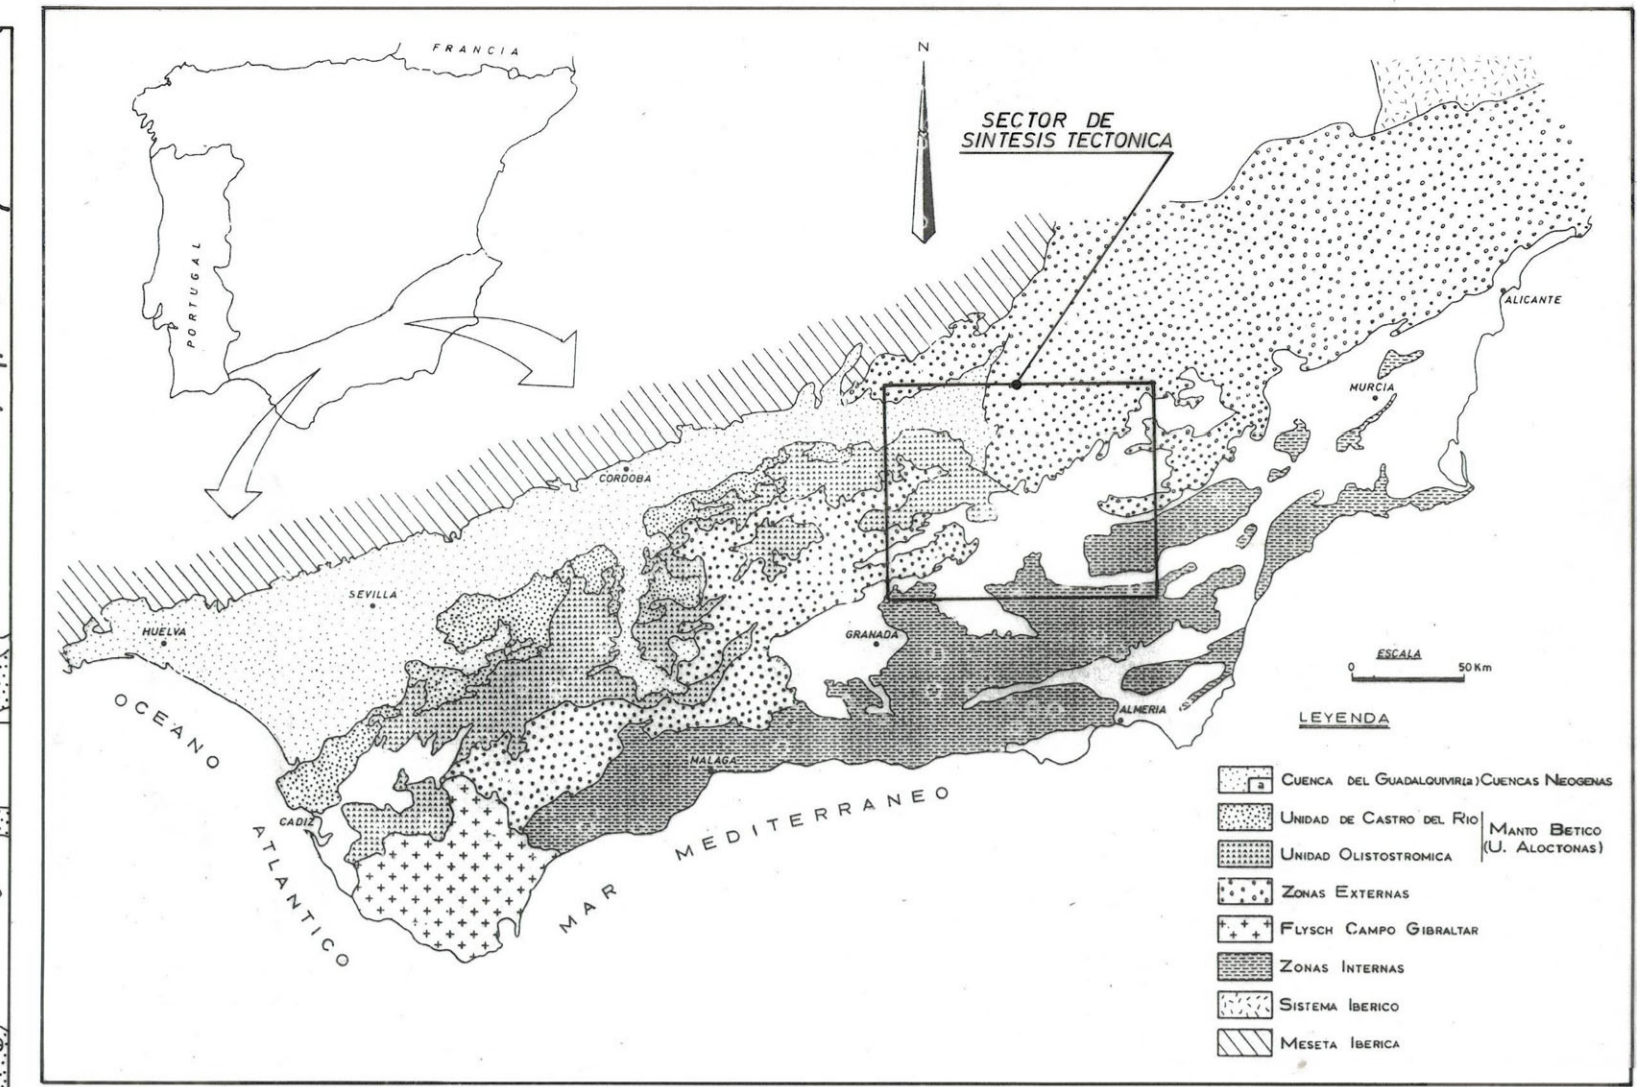 FRANCIA
N
SECTOR DE
SINTESIS TECTONICA
PORTUGAL
ALICANTE
MURCIA
CORDOBA
SEVILLA
HUELVA
GRANADA
ESCALA
0 50 Km
OCEANO
ALMERIA
LEYENDA
MALAGA
CADIZ
ATLANTICO
MAR MEDITERRANEO
a
CUENCA DEL GUADALQUIVIR(a) CUENCAS NEOGENAS
UNIDAD DE CASTRO DEL RIO
MANTO BETICO
(U. ALOCTONAS)
UNIDAD OLISTOSTROMICA
ZONAS EXTERNAS
FLYSCH CAMPO GIBRALTAR
ZONAS INTERNAS
SISTEMA IBERICO
MESETA IBERICA